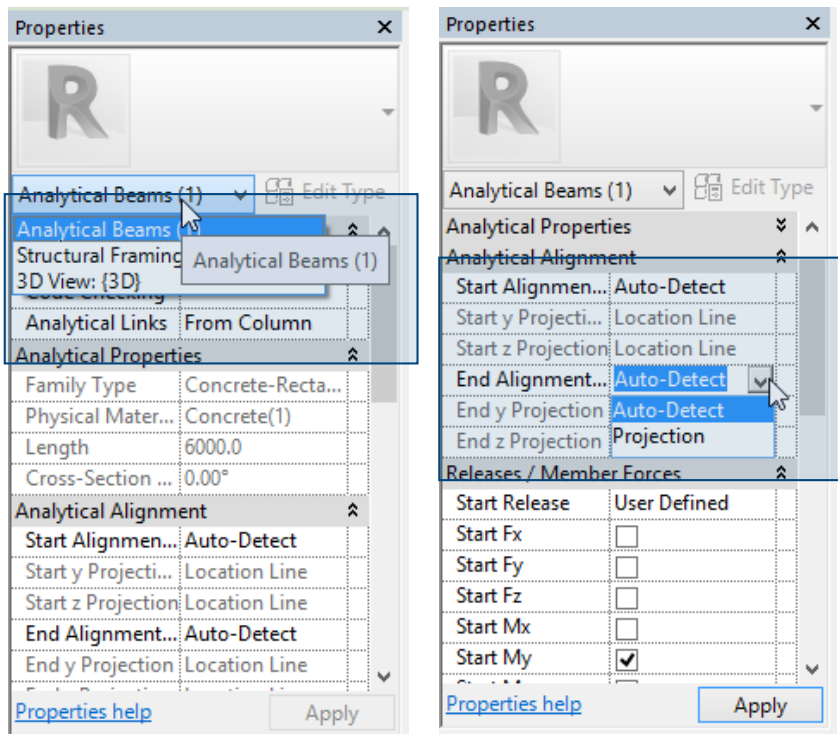 Properties
Analytical Beams (1) Edit Type
Analytical Beams (
Structural Framing
3D View: {3D}
Analytical Beams (1)
Code Checking
Analytical Links From Column
Analytical Properties
Family Type Concrete-Recta...
Physical Mater... Concrete(1)
Length 6000.0
Cross-Section ... 0.00°
Analytical Alignment
Start Alignmen... Auto-Detect
Start y Projecti... Location Line
Start z Projection Location Line
End Alignment... Auto-Detect
End y Projection Location Line
Properties help Apply
Properties
Analytical Beams (1) Edit Type
Analytical Properties
Analytical Alignment
Start Alignmen... Auto-Detect
Start y Projecti... Location Line
Start z Projection Location Line
End Alignment... Auto-Detect
End y Projection Auto-Detect
End z Projection Projection
Releases / Member Forces
Start Release User Defined
Start Fx
Start Fy
Start Fz
Start Mx
Start My
Properties help Apply